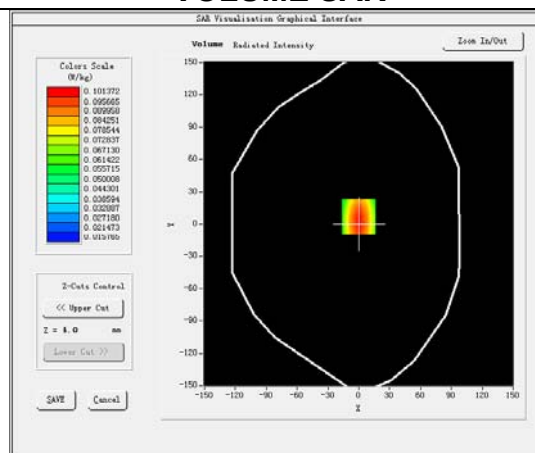 SAR Visualisation Graphical Interface
Volume Radiated Intensity
Zoom In/Out
Colors Scale
(W/kg)
0.101372
0.095665
0.089958
0.084251
0.078544
0.072837
0.067130
0.061422
0.055715
0.050008
0.044301
0.038594
0.032887
0.027180
0.021473
0.015765
Z-Cuts Control
<< Upper Cut
Z = 4.0 mm
Lower Cut >>
SAVE Cancel
150
120
90
60
30
Y 0
-30
-60
-90
-120
-150
-150 -120 -90 -60 -30 0 30 60 90 120 150
X